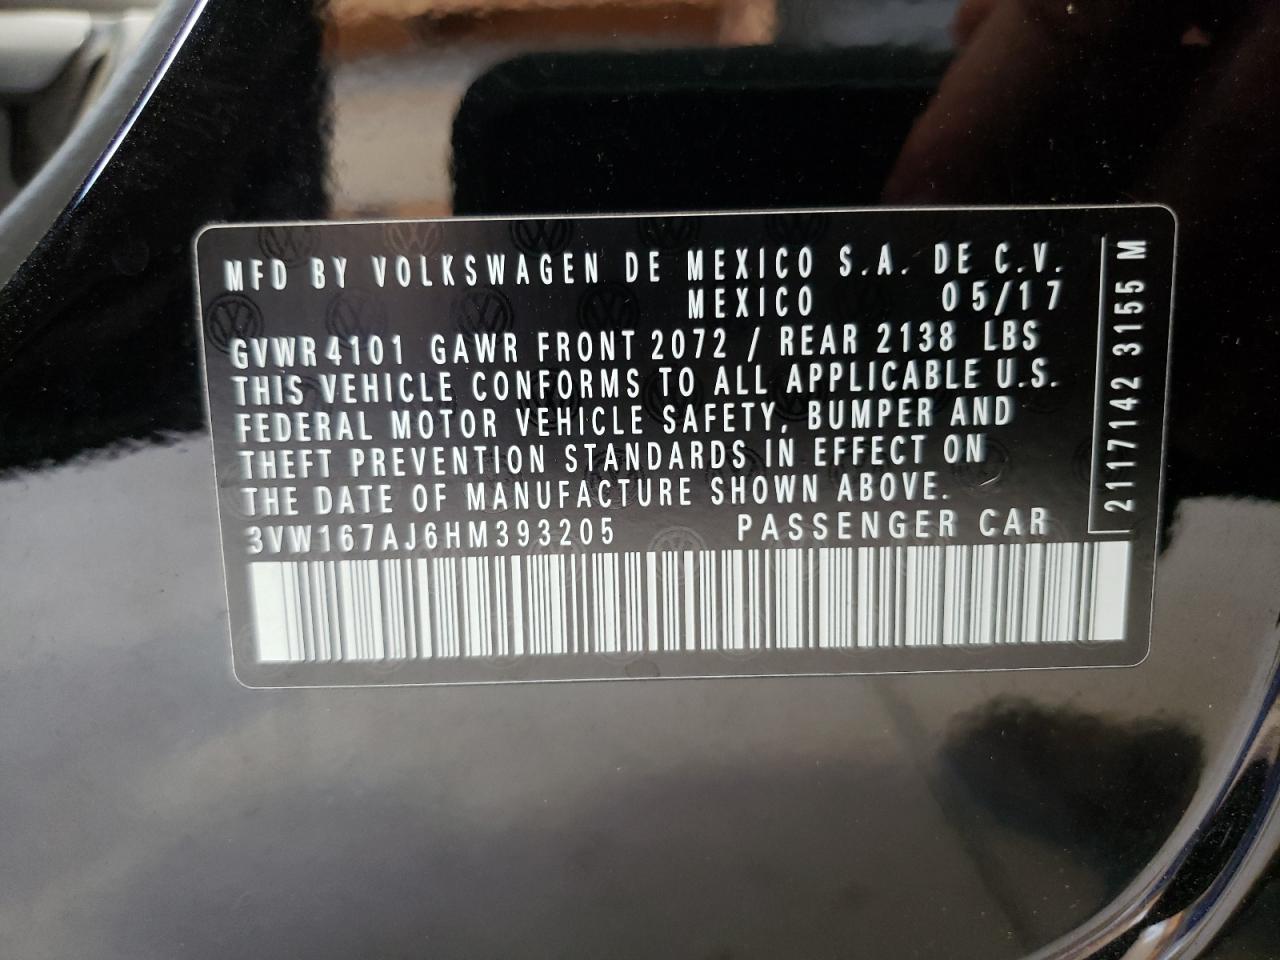 MFD BY VOLKSWAGEN DE MEXICO S.A. DE C.V.
MEXICO 05/17
GVWR 4101 GAWR FRONT 2072 / REAR 2138 LBS
THIS VEHICLE CONFORMS TO ALL APPLICABLE U.S.
FEDERAL MOTOR VEHICLE SAFETY, BUMPER AND
THEFT PREVENTION STANDARDS IN EFFECT ON
THE DATE OF MANUFACTURE SHOWN ABOVE.
3VW167AJ6HM393205 PASSENGER CAR
2117142 3155 M